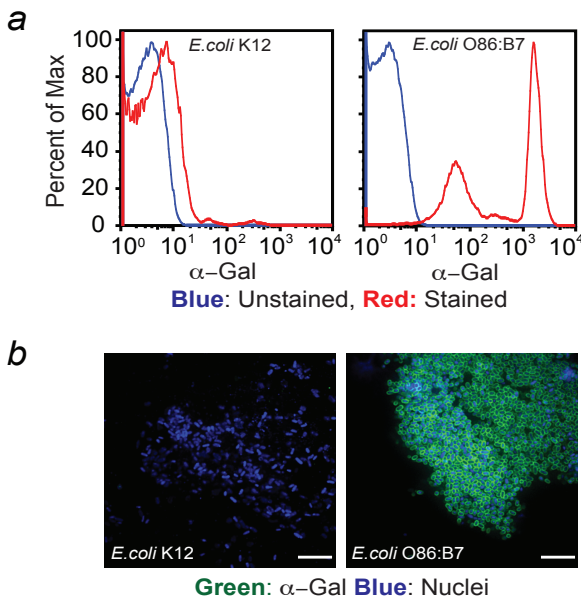 a
E.coli K12
E.coli O86:B7
Percent of Max
100
80
60
40
20
0
10⁰ 10¹ 10² 10³ 10⁴
10⁰ 10¹ 10² 10³ 10⁴
α–Gal
α–Gal
Blue: Unstained, Red: Stained
b
E.coli K12
E.coli O86:B7
Green: α–Gal Blue: Nuclei